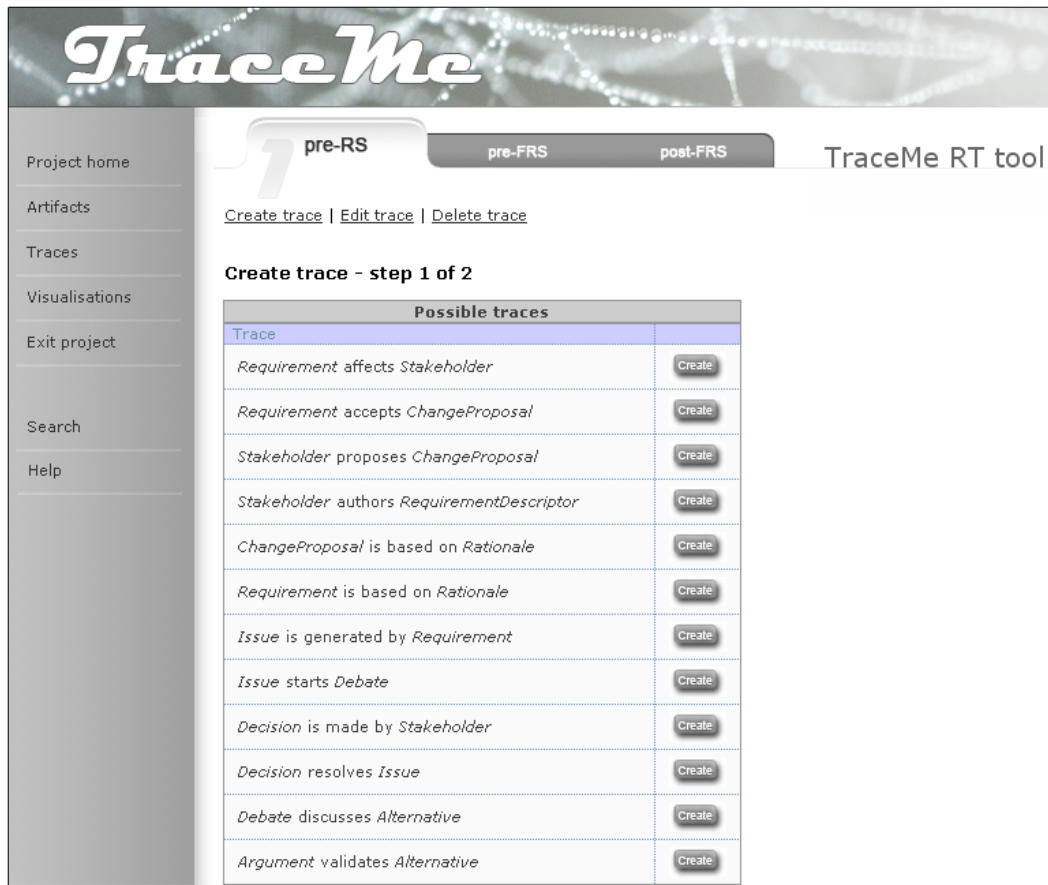 TraceMe
Project home
Artifacts
Traces
Visualisations
Exit project
Search
Help
1 pre-RS
pre-FRS
post-FRS
TraceMe RT tool
Create trace | Edit trace | Delete trace
Create trace - step 1 of 2
Possible traces
Trace
Requirement affects Stakeholder Create
Requirement accepts ChangeProposal Create
Stakeholder proposes ChangeProposal Create
Stakeholder authors RequirementDescriptor Create
ChangeProposal is based on Rationale Create
Requirement is based on Rationale Create
Issue is generated by Requirement Create
Issue starts Debate Create
Decision is made by Stakeholder Create
Decision resolves Issue Create
Debate discusses Alternative Create
Argument validates Alternative Create